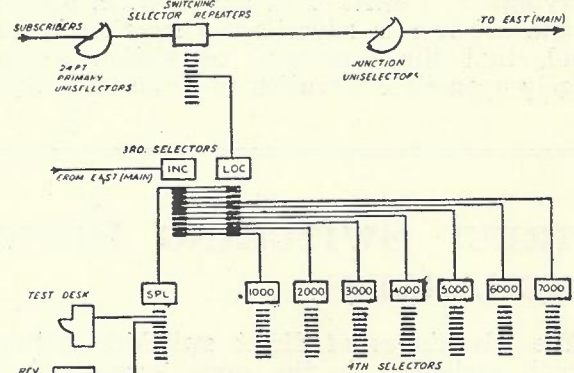 SWITCHING
SELECTOR REPEATERS
SUBSCRIBERS
TO EAST (MAIN)
24 PT
PRIMARY
UNISELECTORS
JUNCTION
UNISELECTORS
3RD. SELECTORS
INC
LOC
FROM EAST (MAIN)
TEST DESK
SPL
1000
2000
3000
4000
5000
6000
7000
4TH SELECTORS
REV